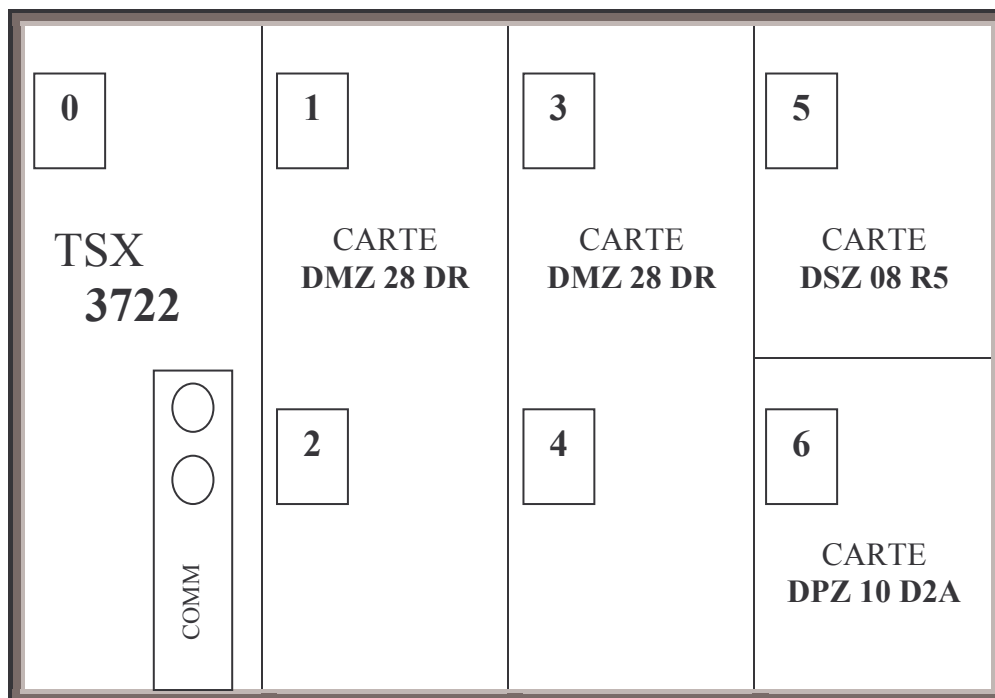 0
TSX
3722
COMM
1
CARTE
DMZ 28 DR
2
3
CARTE
DMZ 28 DR
4
5
CARTE
DSZ 08 R5
6
CARTE
DPZ 10 D2A